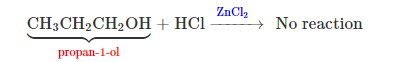 ZnCl₂
CH₃CH₂CH₂OH + HCl ⟶ No reaction
propan-1-ol